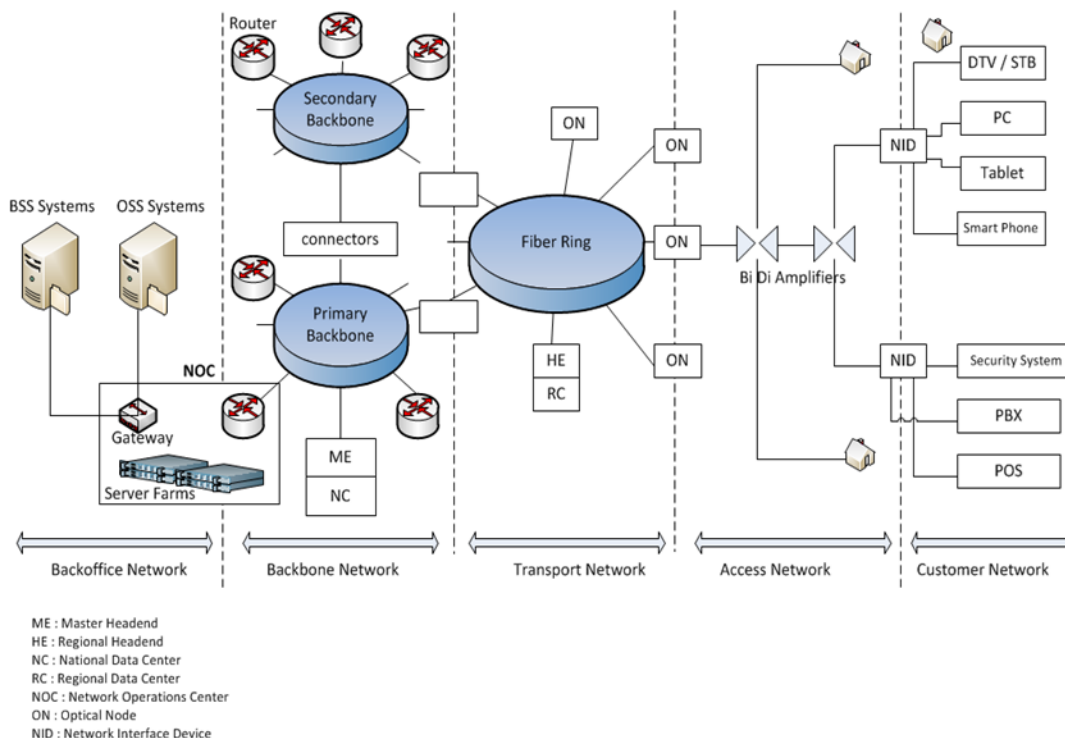 Router
Secondary
Backbone
ON
ON
DTV / STB
PC
NID
Tablet
Smart Phone
BSS Systems
OSS Systems
connectors
Fiber Ring
ON
Bi Di Amplifiers
Primary
Backbone
NOC
HE
RC
ON
NID
Security System
PBX
POS
Gateway
Server Farms
ME
NC
Backoffice Network
Backbone Network
Transport Network
Access Network
Customer Network
ME : Master Headend
HE : Regional Headend
NC : National Data Center
RC : Regional Data Center
NOC : Network Operations Center
ON : Optical Node
NID : Network Interface Device